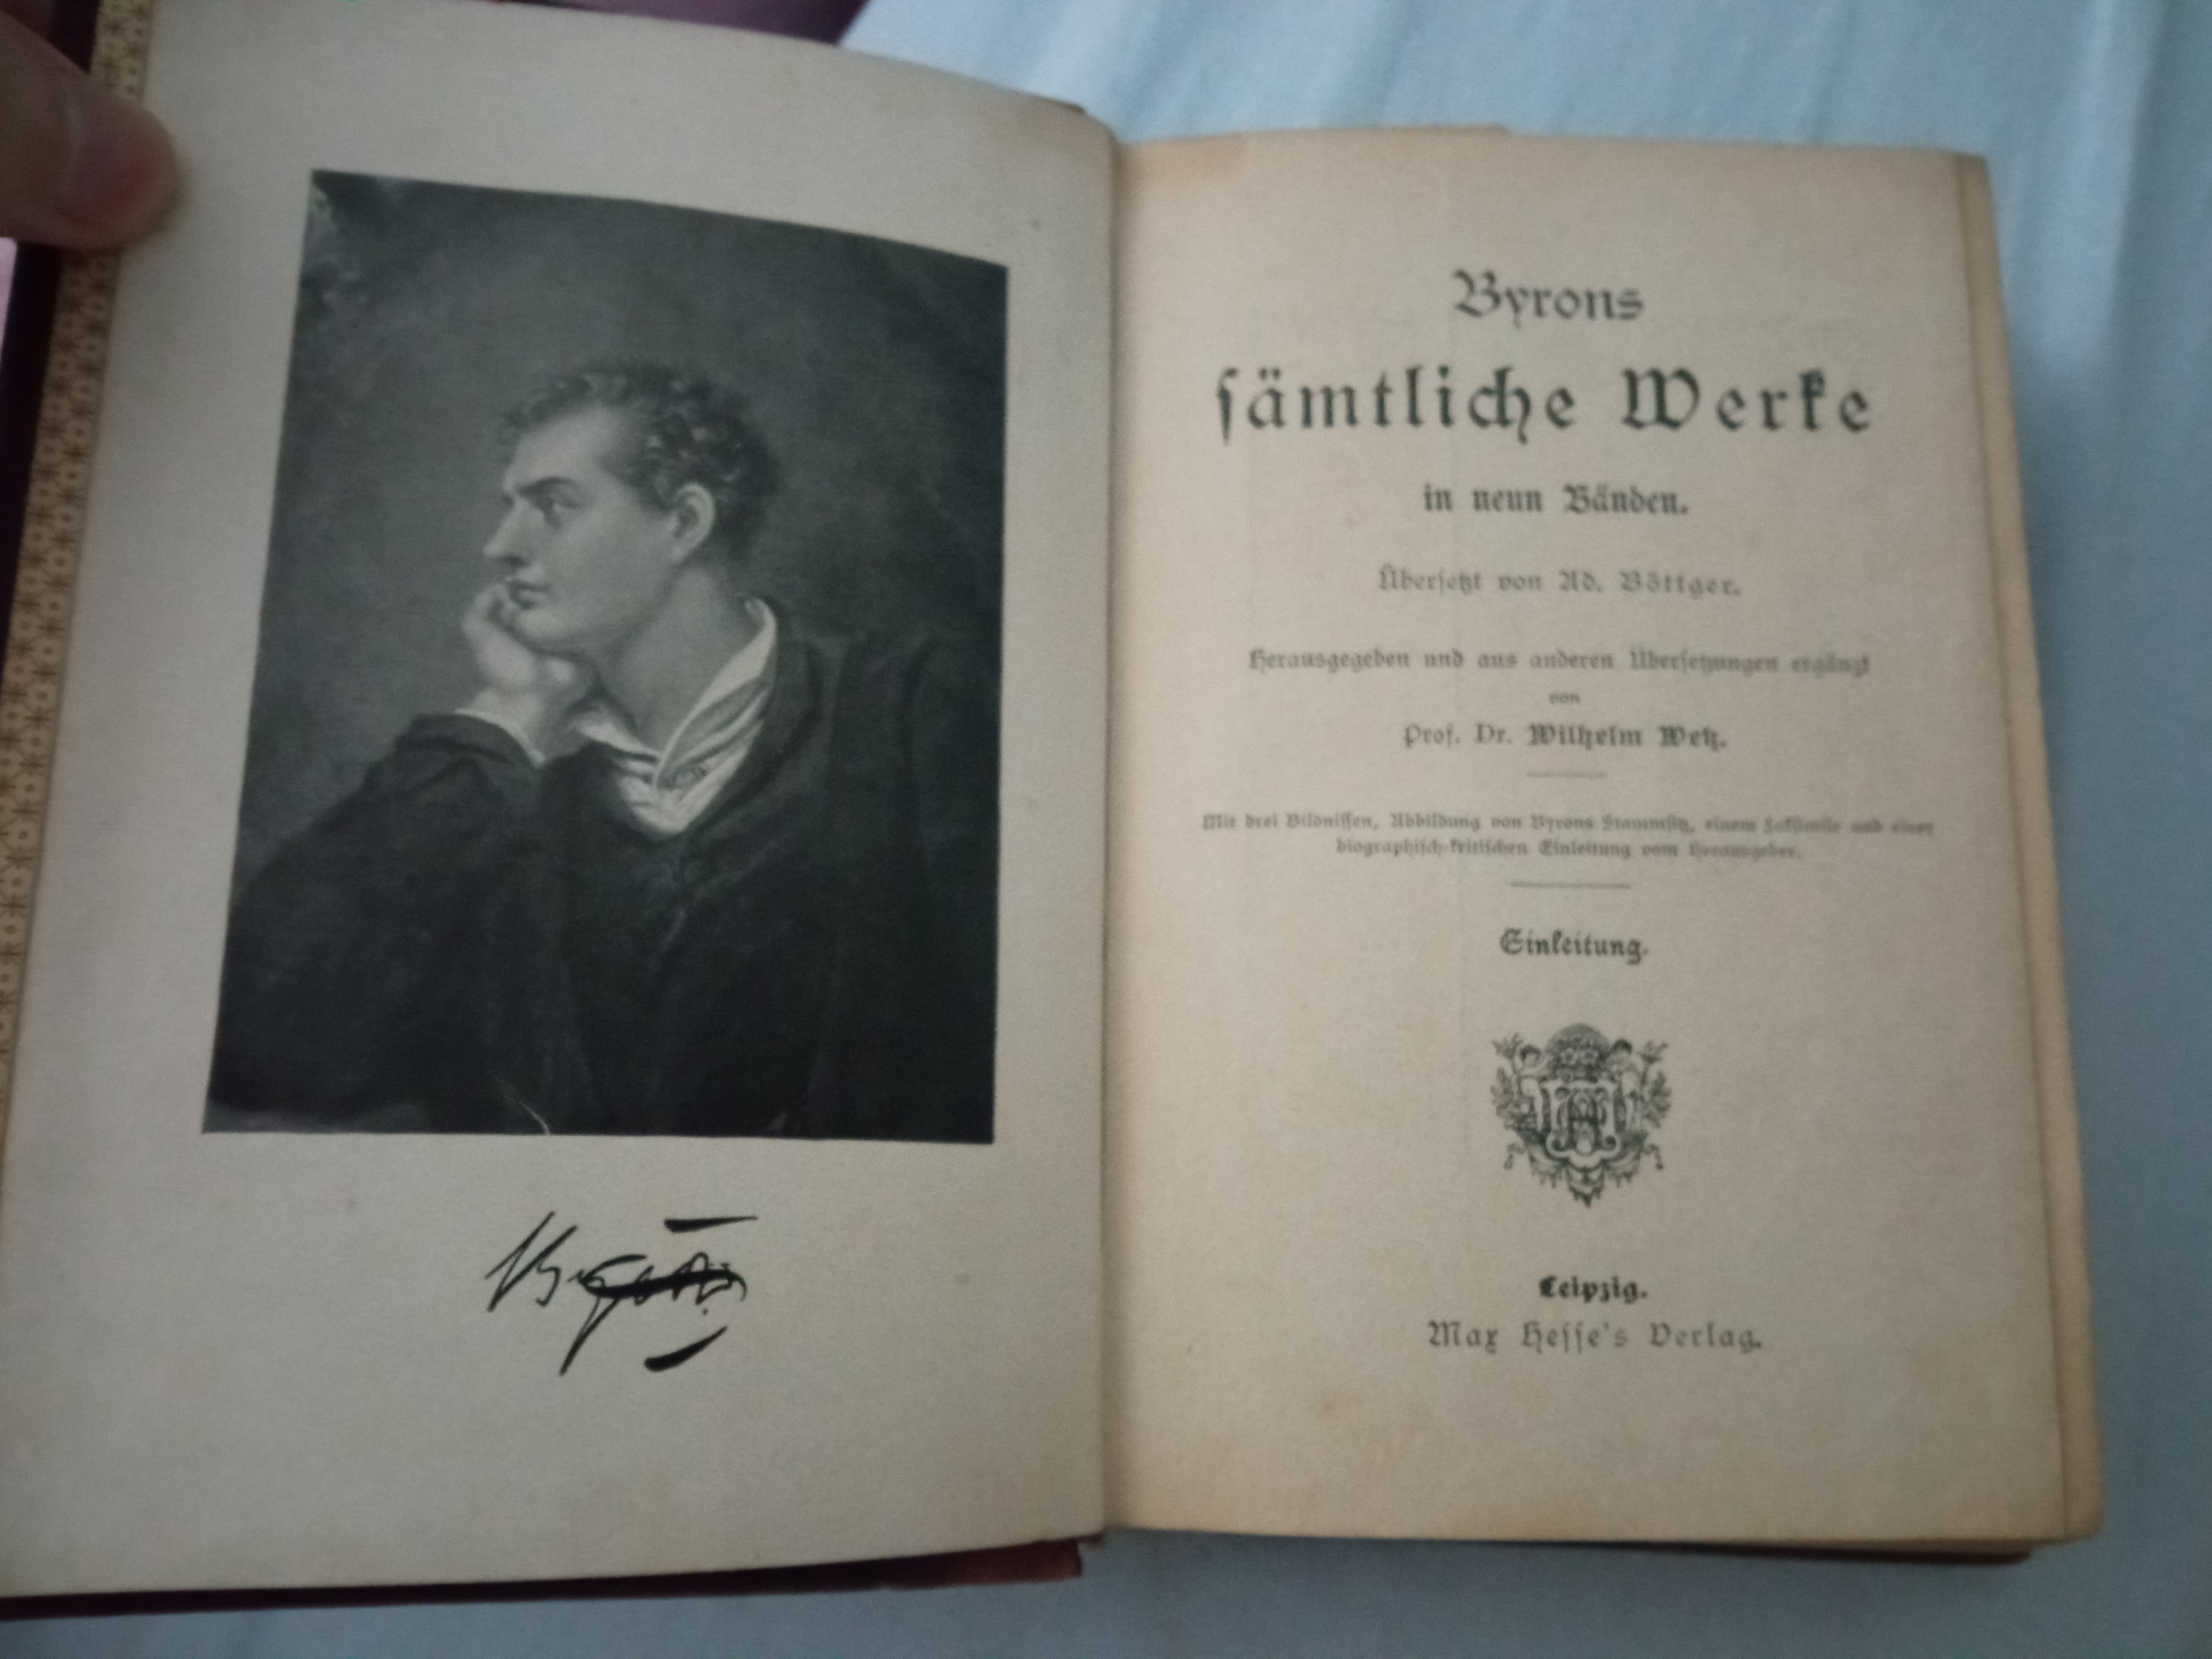 Byron
Byrons
sämtliche Werke
in neun Bänden.
Übersetzt von Ad. Böttger.
Herausgegeben und aus anderen Übersetzungen ergänzt
von
Prof. Dr. Wilhelm Wetz.
Mit drei Bildnissen, Abbildung von Byrons Stammsitz, einem Faksimile und einer
biographisch-kritischen Einleitung vom Herausgeber.
Einleitung.
Leipzig.
Max Hesse's Verlag.